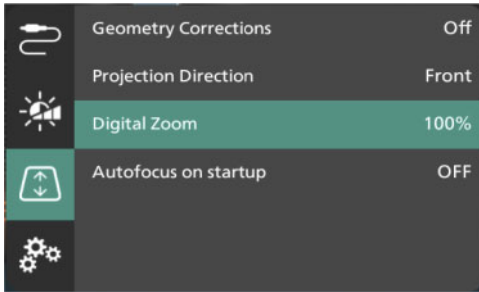 Geometry Corrections Off
Projection Direction Front
Digital Zoom 100%
Autofocus on startup OFF